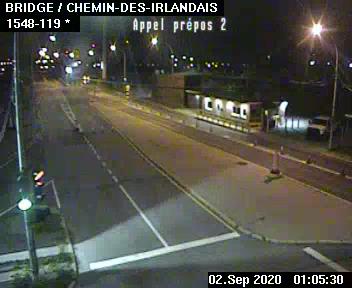 BRIDGE / CHEMIN-DES-IRLANDAIS
1548-119 *
Appel prépos 2
02.Sep 2020 01:05:30